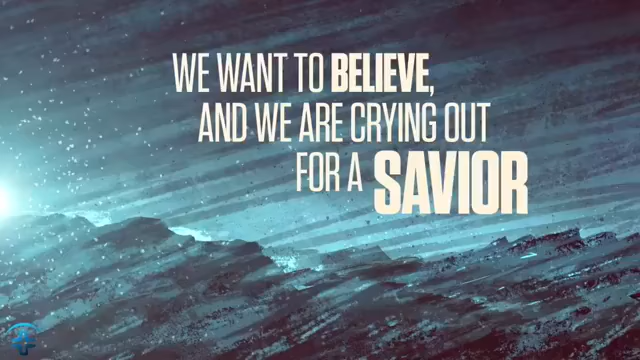 WE WANT TO BELIEVE,
AND WE ARE CRYING OUT
FOR A SAVIOR